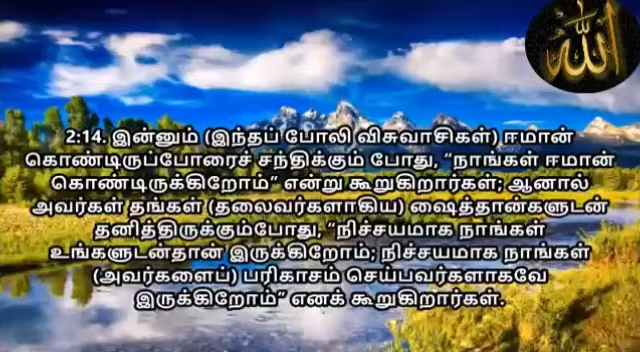 الله
2:14. இன்னும் (இந்தப் போலி விசுவாசிகள்) ஈமான்
கொண்டிருப்போரைச் சந்திக்கும் போது, “நாங்கள் ஈமான்
கொண்டிருக்கிறோம்” என்று கூறுகிறார்கள்; ஆனால்
அவர்கள் தங்கள் (தலைவர்களாகிய) ஷைத்தான்களுடன்
தனித்திருக்கும்போது, “நிச்சயமாக நாங்கள்
உங்களுடன்தான் இருக்கிறோம்; நிச்சயமாக நாங்கள்
(அவர்களைப்) பரிகாசம் செய்பவர்களாகவே
இருக்கிறோம்” எனக் கூறுகிறார்கள்.